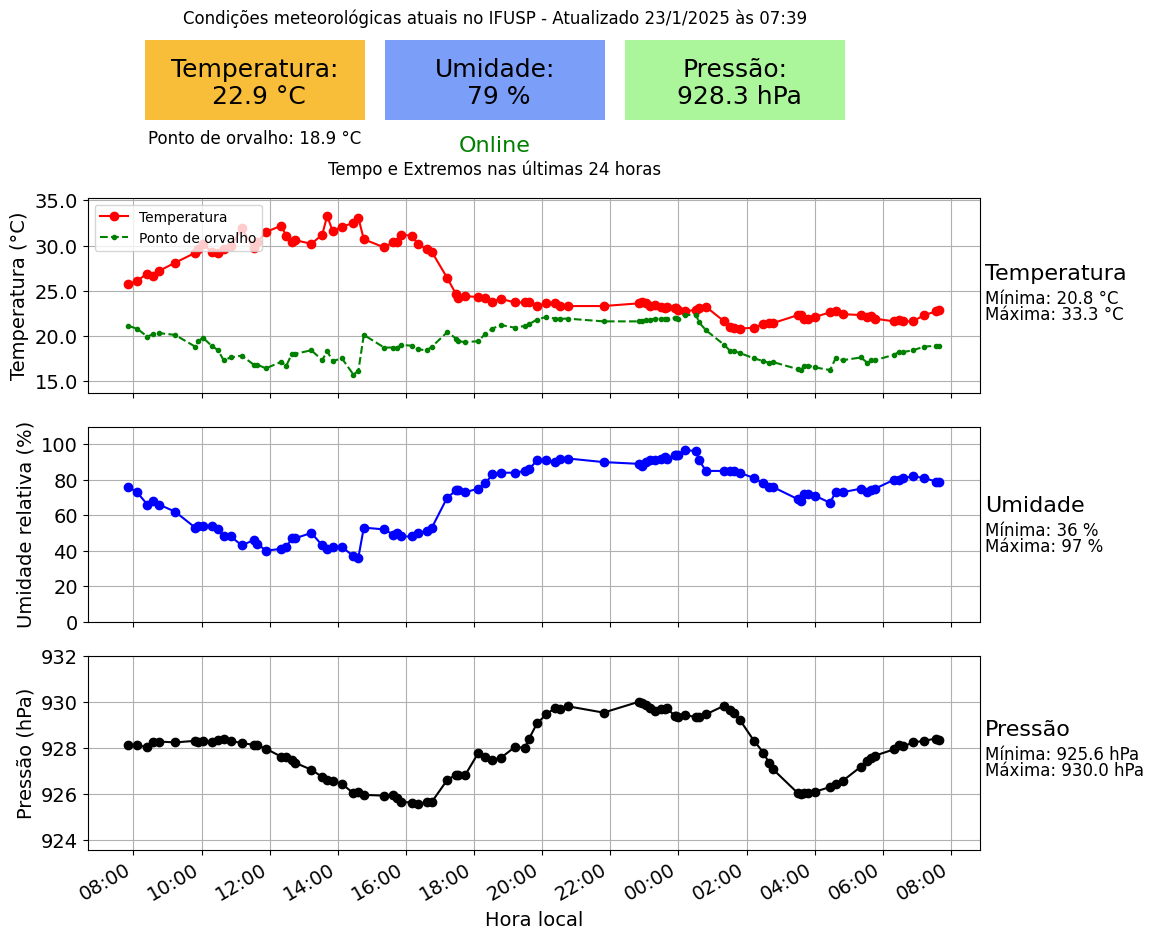 Condições meteorológicas atuais no IFUSP - Atualizado 23/1/2025 às 07:39
Temperatura:
22.9 °C
Umidade:
79 %
Pressão:
928.3 hPa
Ponto de orvalho: 18.9 °C
Online
Tempo e Extremos nas últimas 24 horas
Temperatura (°C)
35.0
30.0
25.0
20.0
15.0
Temperatura
Ponto de orvalho
Temperatura
Mínima: 20.8 °C
Máxima: 33.3 °C
Umidade relativa (%)
100
80
60
40
20
0
Umidade
Mínima: 36 %
Máxima: 97 %
Pressão (hPa)
932
930
928
926
924
Pressão
Mínima: 925.6 hPa
Máxima: 930.0 hPa
08:00 10:00 12:00 14:00 16:00 18:00 20:00 22:00 00:00 02:00 04:00 06:00 08:00
Hora local